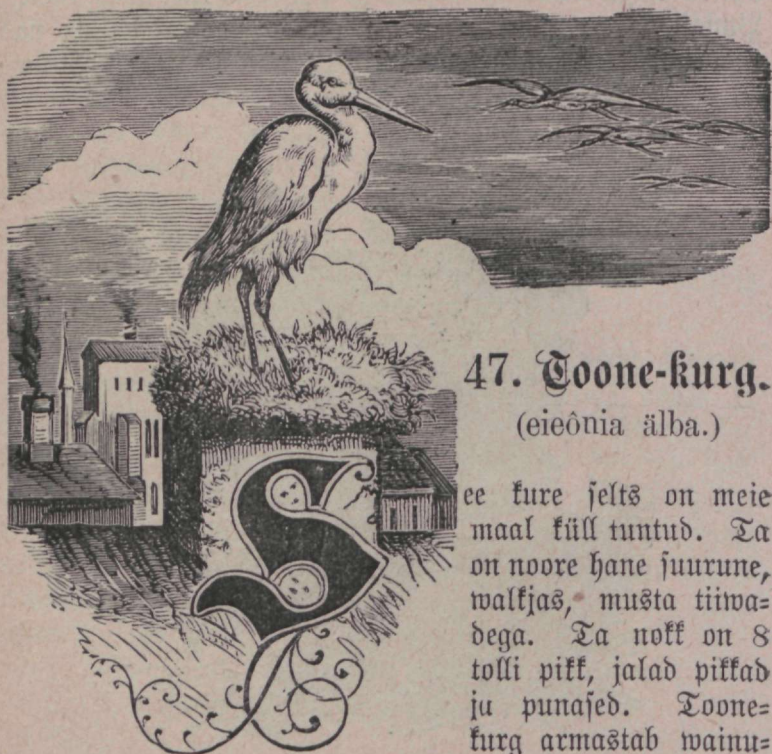 47. Toone-kurg.
(eieônia älba.)
See kure selts on meie
maal küll tuntud. Ta
on noore hane suurune,
walkjas, musta tiiwa=
dega. Ta nokk on 8
tolli pikk, jalad pikkad
ju punased. Toone=
kurg armastab wainu=